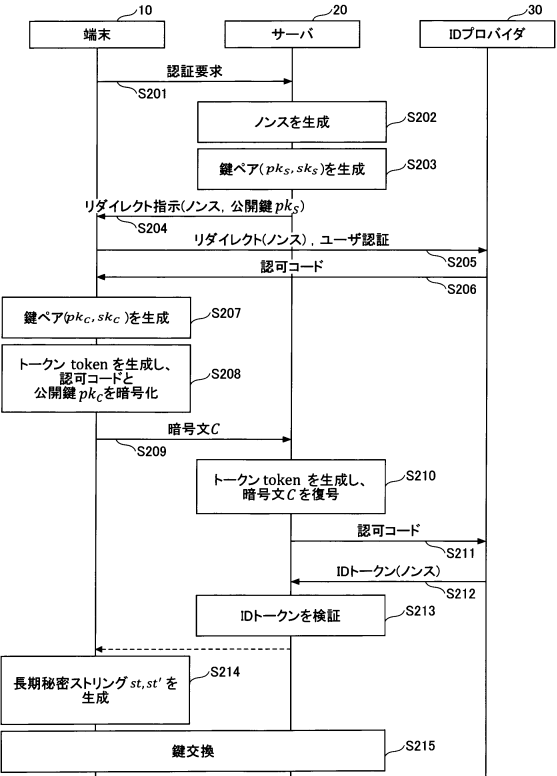 10
20
30
端末
サーバ
IDプロバイダ
認証要求
S201
ノンスを生成
S202
鍵ペア(pk_S, sk_S)を生成
S203
リダイレクト指示(ノンス, 公開鍵pk_S)
S204
リダイレクト(ノンス) , ユーザ認証
S205
認可コード
S206
鍵ペア(pk_C, sk_C)を生成
S207
トークン token を生成し、
認可コードと
公開鍵pk_Cを暗号化
S208
暗号文C
S209
トークン token を生成し、
暗号文Cを復号
S210
認可コード
S211
IDトークン(ノンス)
S212
IDトークンを検証
S213
長期秘密ストリングst, st′を
生成
S214
鍵交換
S215